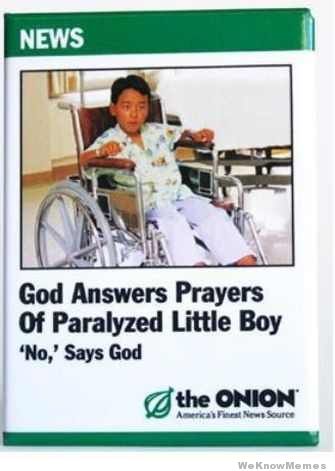 NEWS
God Answers Prayers
Of Paralyzed Little Boy
‘No,’ Says God
the ONION
America's Finest News Source
WeKnowMemes